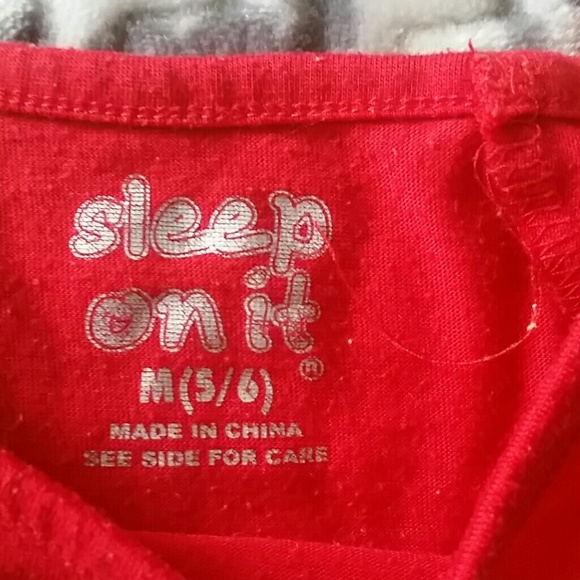 sleep
on it
®
M(5/6)
MADE IN CHINA
SEE SIDE FOR CARE